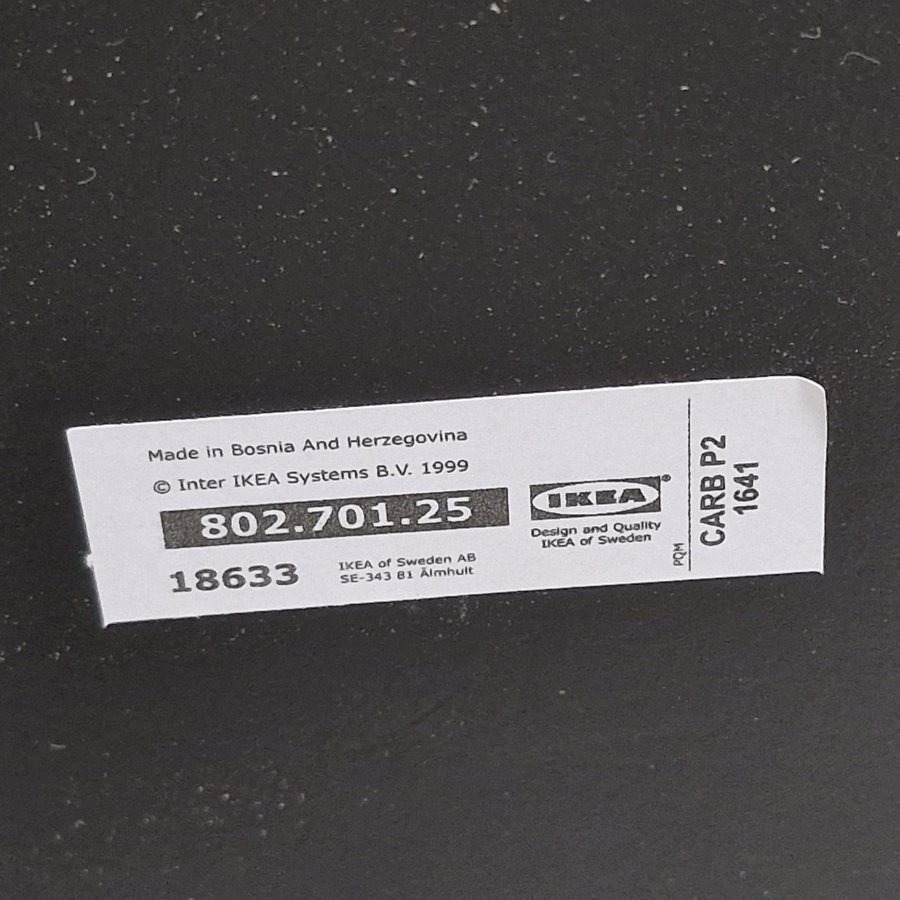 Made in Bosnia And Herzegovina
© Inter IKEA Systems B.V. 1999
802.701.25
18633
IKEA of Sweden AB
SE-343 81 Älmhult
IKEA®
Design and Quality
IKEA of Sweden
PQM
CARB P2
1641